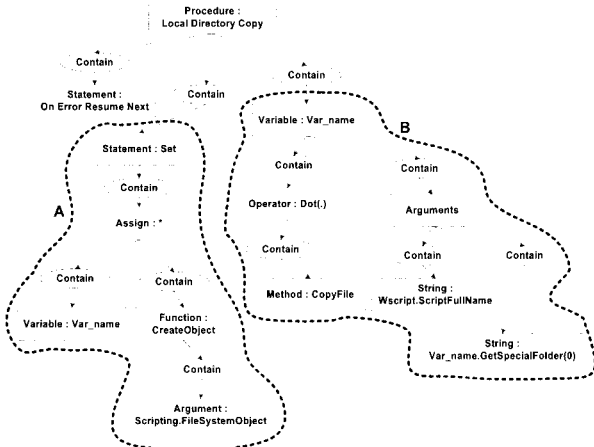 Procedure :
Local Directory Copy
Contain
Contain
Contain
Statement :
On Error Resume Next
Variable : Var_name
B
Statement : Set
Contain
Contain
Contain
A
Operator : Dot(.)
Arguments
Assign : *
Contain
Contain
Contain
Contain
Contain
Method : CopyFile
String :
Wscript.ScriptFullName
Variable : Var_name
Function :
CreateObject
String :
Var_name.GetSpecialFolder(0)
Contain
Argument :
Scripting.FileSystemObject